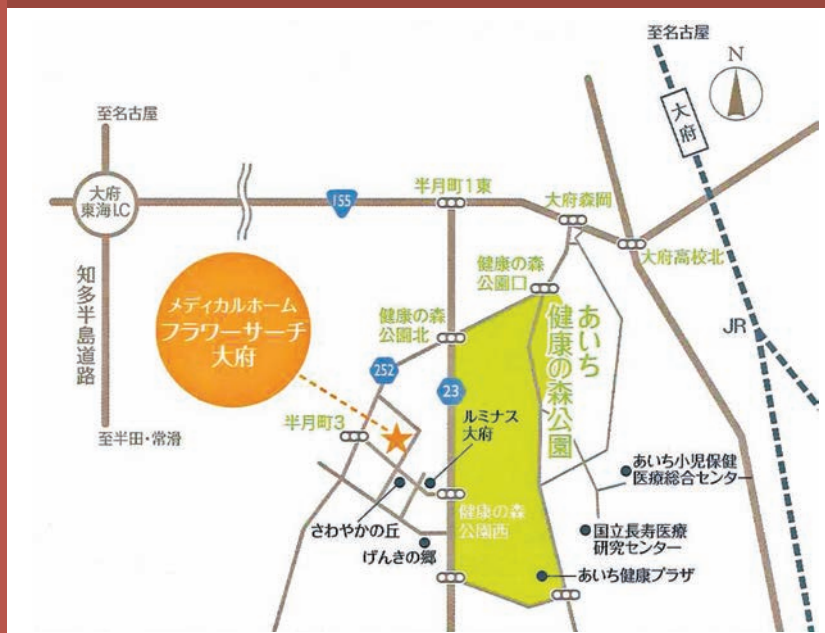 至名古屋
N
大府
至名古屋
大府
東海I.C
155
半月町1東
大府森岡
大府高校北
知多半島道路
メディカルホーム
フラワーサーチ
大府
健康の森
公園口
健康の森
公園北
あいち
健康の森公園
JR
252
23
半月町3
ルミナス
大府
至半田・常滑
あいち小児保健
医療総合センター
さわやかの丘
健康の森
公園西
国立長寿医療
研究センター
げんきの郷
あいち健康プラザ